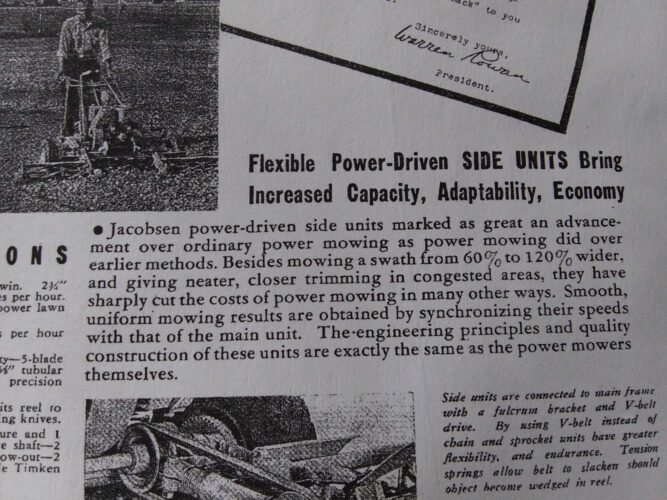 ack" to you
Sincerely yours,
Warren Rowen
President.
Flexible Power-Driven SIDE UNITS Bring
Increased Capacity, Adaptability, Economy
● Jacobsen power-driven side units marked as great an advance-
ment over ordinary power mowing as power mowing did over
earlier methods. Besides mowing a swath from 60% to 120% wider,
and giving neater, closer trimming in congested areas, they have
sharply cut the costs of power mowing in many other ways. Smooth,
uniform mowing results are obtained by synchronizing their speeds
with that of the main unit. The engineering principles and quality
construction of these units are exactly the same as the power mowers
themselves.
ONS
win. 2¾"
es per hour.
power lawn
s per hour
ty—5-blade
⅝" tubular
precision
its reel to
ng knives.
ure and 1
e shaft—2
ow-out—2
e Timken
Side units are connected to main frame
with a fulcrum bracket and V-belt
drive. By using V-belt instead of
chain and sprocket units have greater
flexibility, and endurance. Tension
springs allow belt to slacken should
object become wedged in reel.